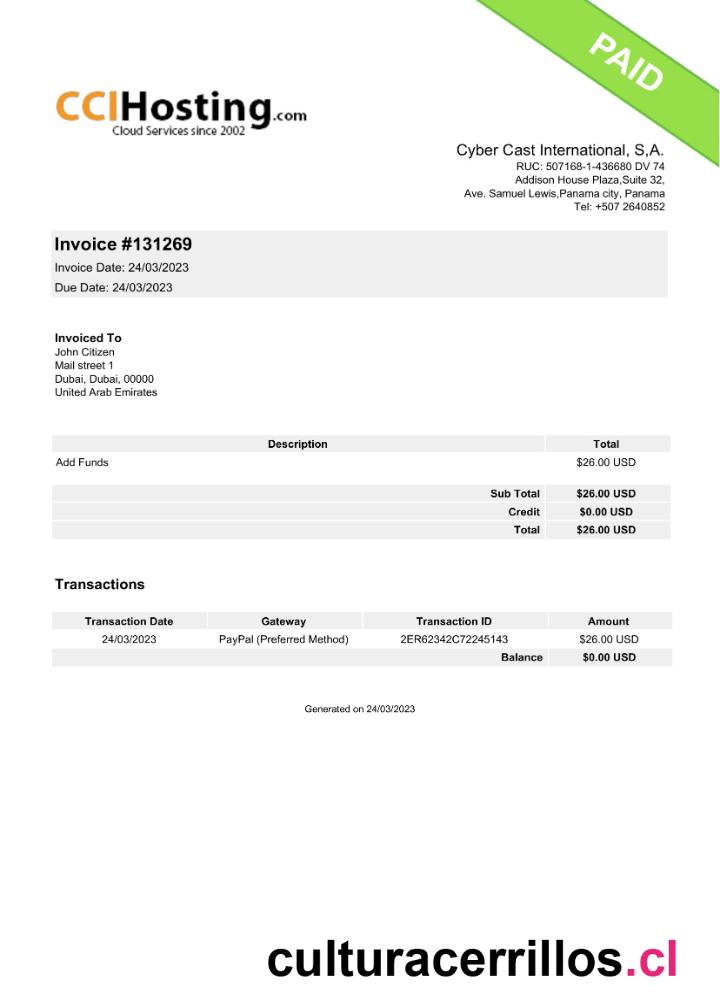 PAID
CCIHosting.com
Cloud Services since 2002
Cyber Cast International, S,A.
RUC: 507168-1-436680 DV 74
Addison House Plaza,Suite 32,
Ave. Samuel Lewis,Panama city, Panama
Tel: +507 2640852
Invoice #131269
Invoice Date: 24/03/2023
Due Date: 24/03/2023
Invoiced To
John Citizen
Mail street 1
Dubai, Dubai, 00000
United Arab Emirates
Description Total
Add Funds $26.00 USD
Sub Total $26.00 USD
Credit $0.00 USD
Total $26.00 USD
Transactions
Transaction Date Gateway Transaction ID Amount
24/03/2023 PayPal (Preferred Method) 2ER62342C72245143 $26.00 USD
Balance $0.00 USD
Generated on 24/03/2023
culturacerrillos.cl